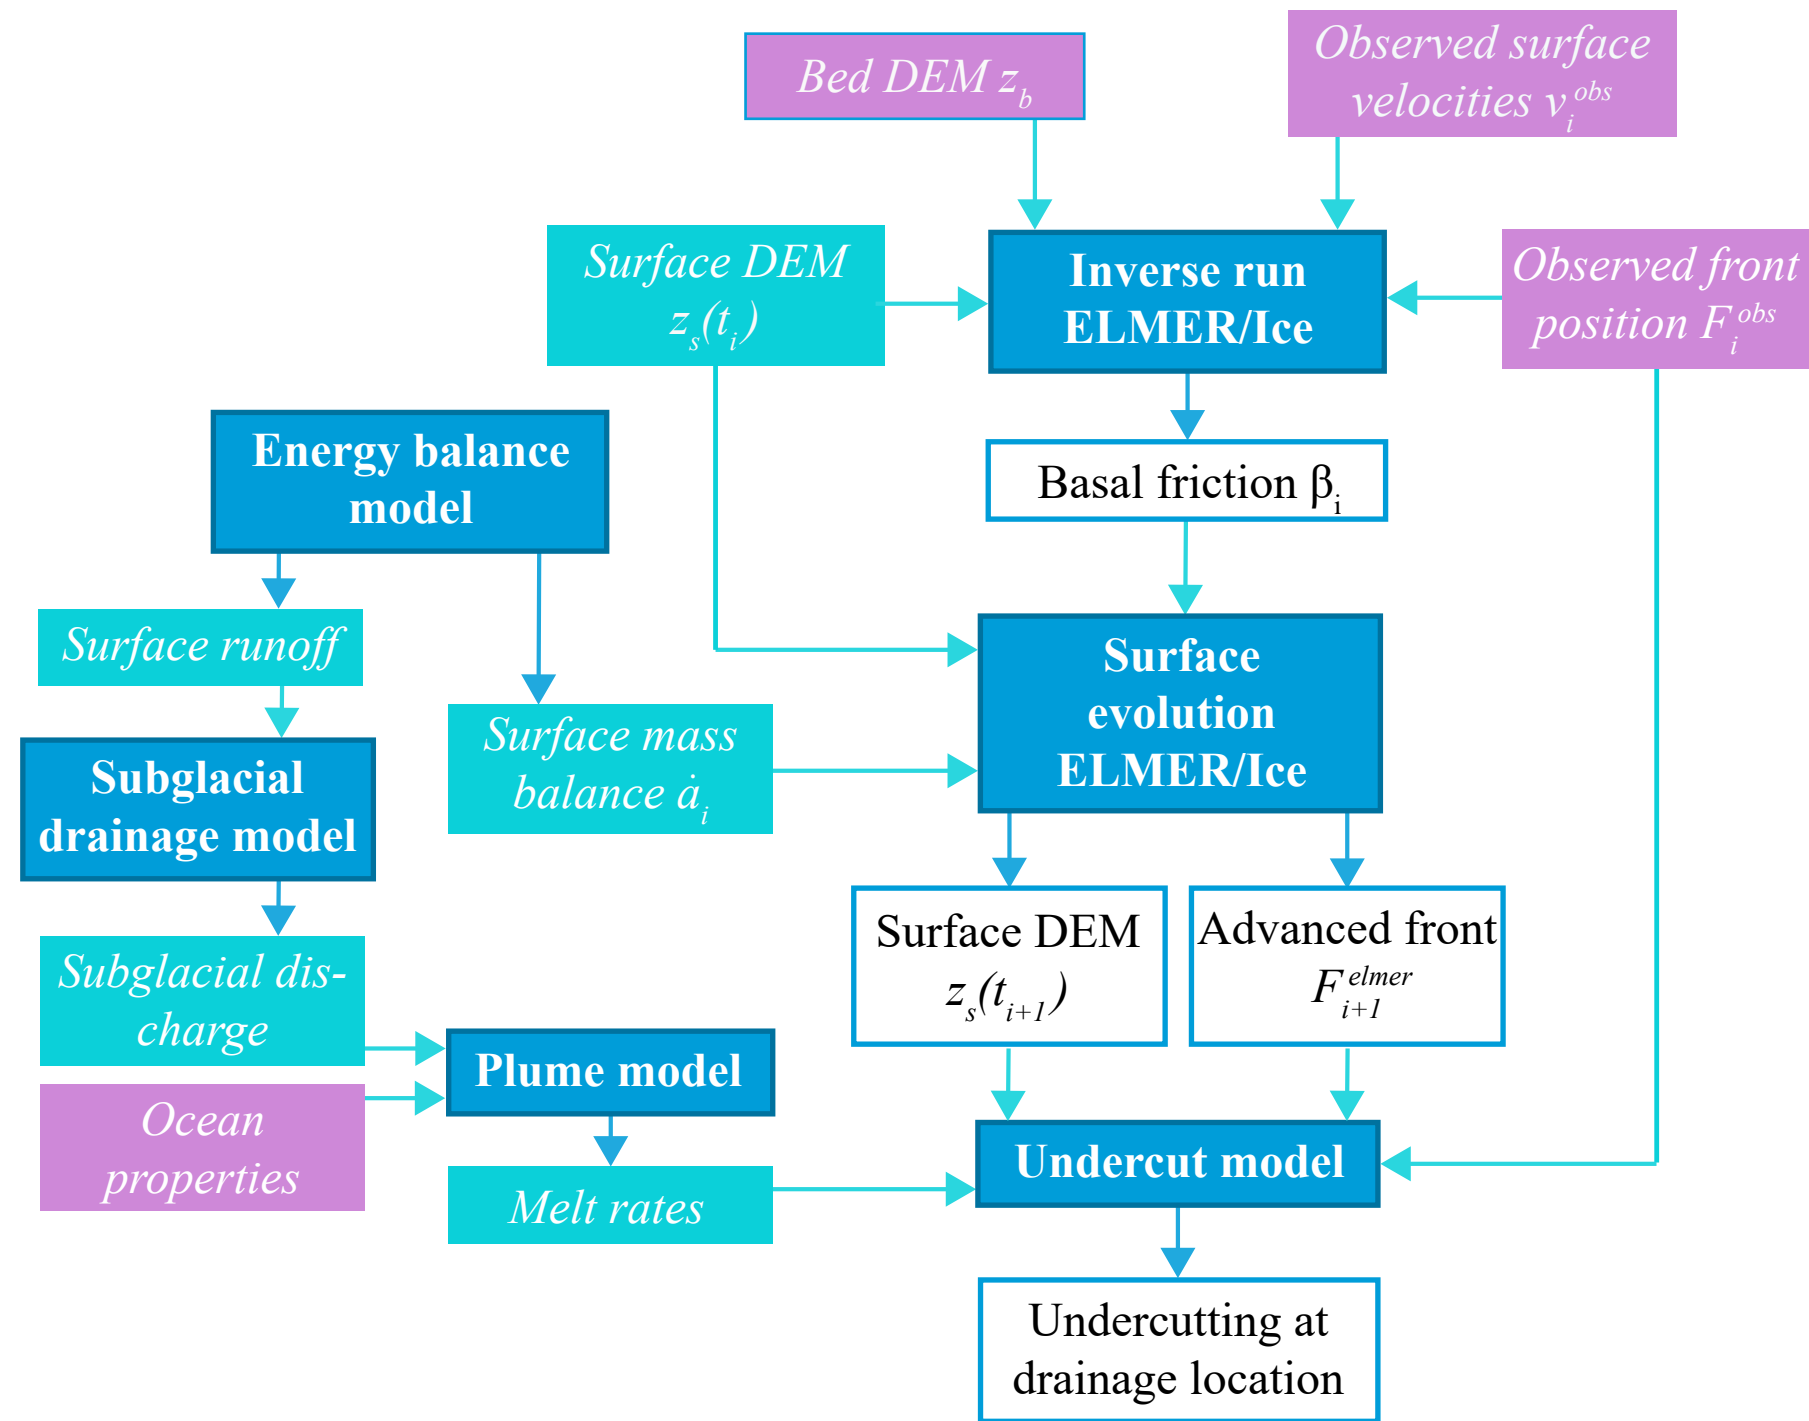 Bed DEM z_b
Observed surface
velocities v_i^obs
Surface DEM
z_s(t_i)
Inverse run
ELMER/Ice
Observed front
position F_i^obs
Energy balance
model
Basal friction β_i
Surface runoff
Surface mass
balance ȧ_i
Surface
evolution
ELMER/Ice
Subglacial
drainage model
Surface DEM
z_s(t_{i+1})
Advanced front
F_{i+1}^{elmer}
Subglacial dis-
charge
Plume model
Ocean
properties
Melt rates
Undercut model
Undercutting at
drainage location